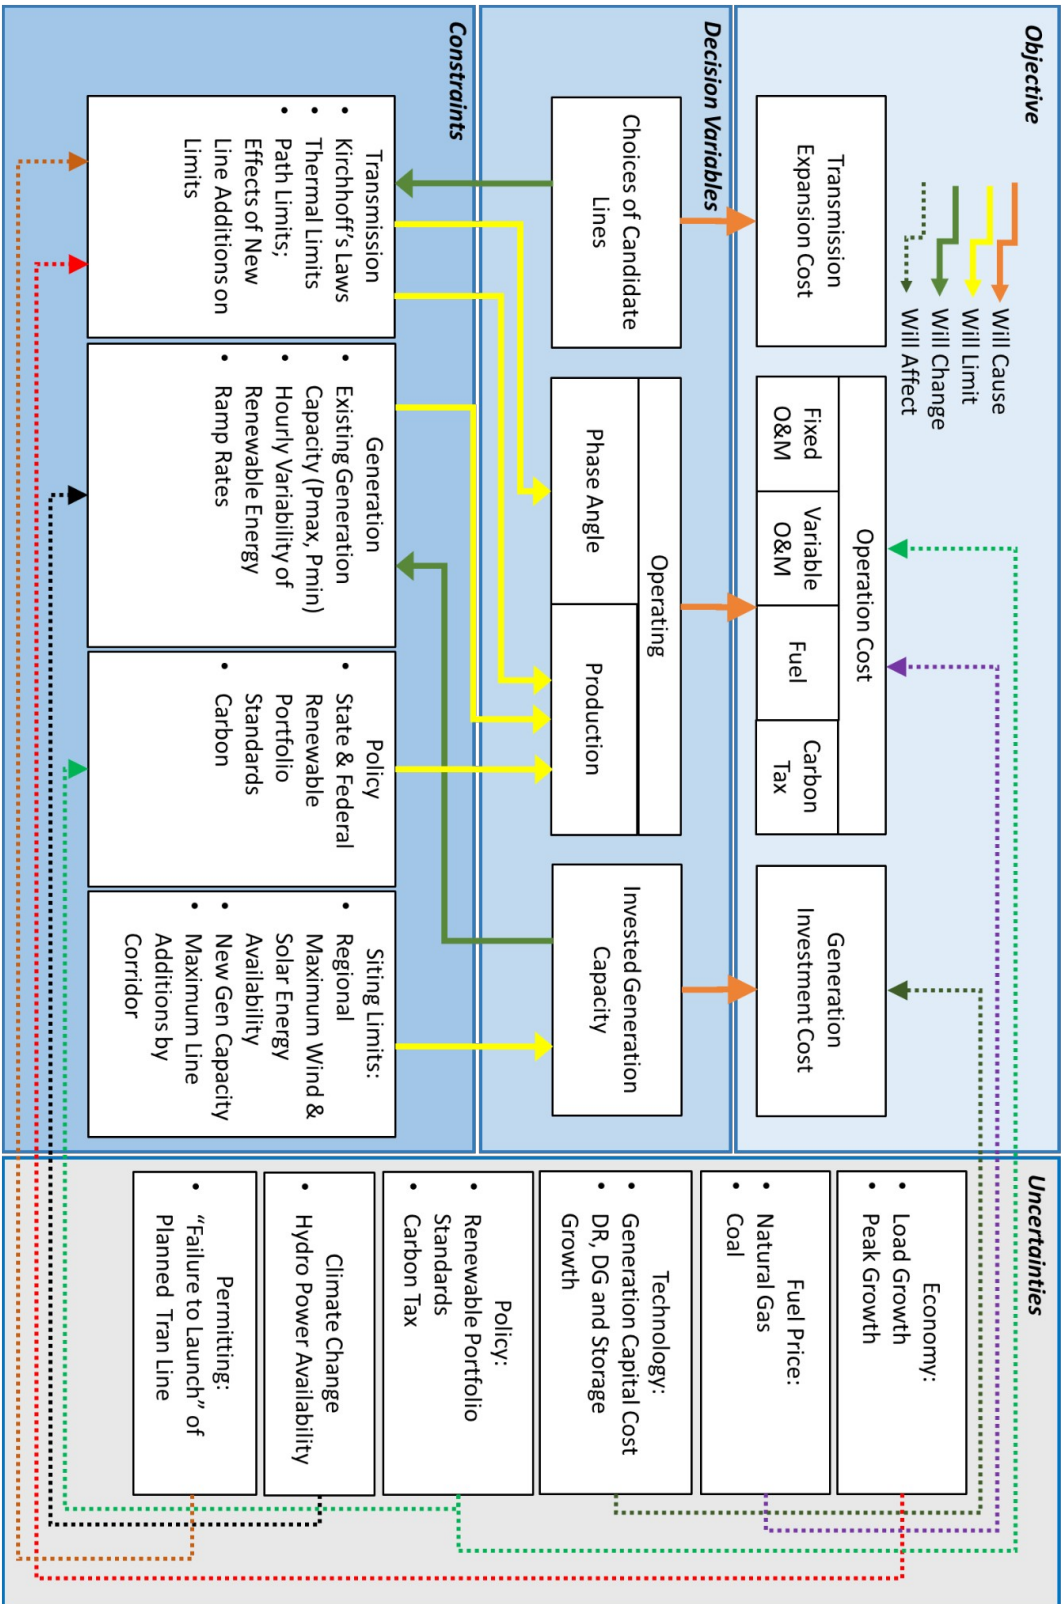 Objective
Will Cause
Will Limit
Will Change
Will Affect
Transmission
Expansion Cost
Operation Cost
Fixed
O&M
Variable
O&M
Fuel
Carbon
Tax
Generation
Investment Cost
Decision Variables
Choices of Candidate
Lines
Operating
Phase Angle
Production
Invested Generation
Capacity
Constraints
Transmission
• Kirchhoff's Laws
• Thermal Limits
• Path Limits;
Effects of New
Line Additions on
Limits
Generation
• Existing Generation
Capacity (Pmax, Pmin)
• Hourly Variability of
Renewable Energy
• Ramp Rates
Policy
• State & Federal
Renewable
Portfolio
Standards
• Carbon
Siting Limits:
• Regional
Maximum Wind &
Solar Energy
Availability
• New Gen Capacity
• Maximum Line
Additions by
Corridor
Uncertainties
Economy:
• Load Growth
• Peak Growth
Fuel Price:
• Natural Gas
• Coal
Technology:
• Generation Capital Cost
• DR, DG and Storage
Growth
Policy:
• Renewable Portfolio
Standards
• Carbon Tax
Climate Change
• Hydro Power Availability
Permitting:
• "Failure to Launch" of
Planned Tran Line